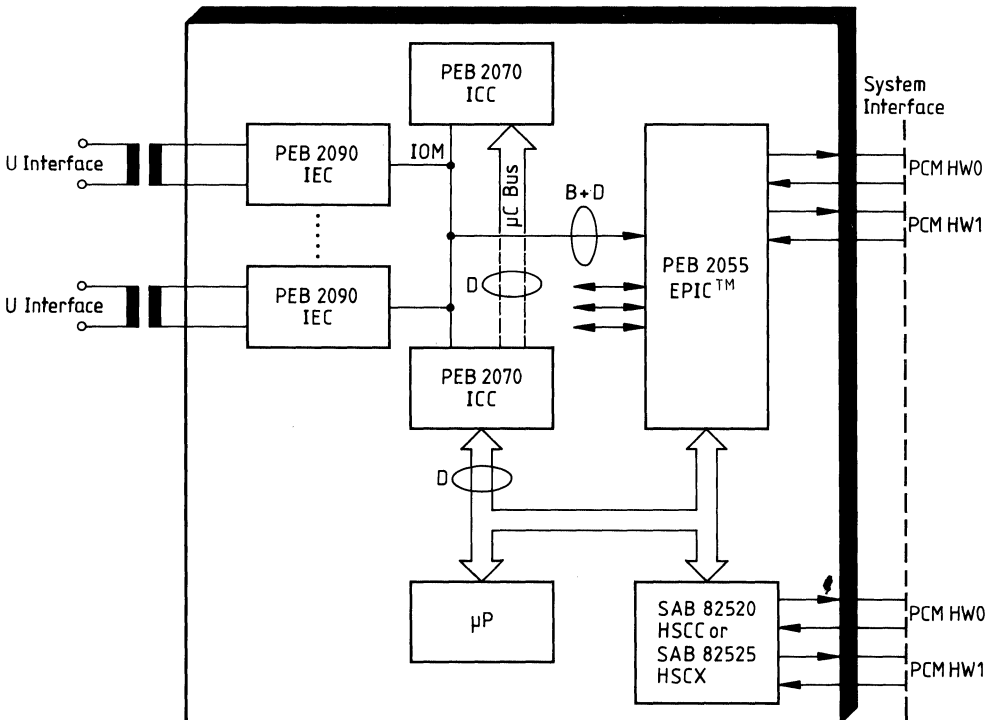 PEB 2070
ICC
System
Interface
U Interface
PEB 2090
IEC
IOM
µC Bus
B+D
PCM HW0
PCM HW1
PEB 2055
EPIC™
D
U Interface
PEB 2090
IEC
PEB 2070
ICC
D
µP
SAB 82520
HSCC or
SAB 82525
HSCX
PCM HW0
PCM HW1